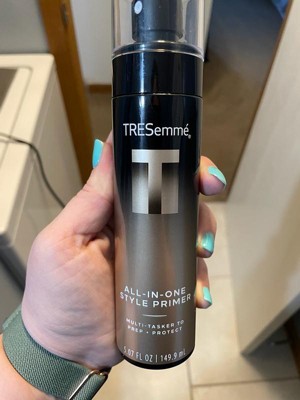 TRESemmé
T
ALL-IN-ONE
STYLE PRIMER
MULTI-TASKER TO
PREP + PROTECT
5.07 FL OZ | 149.9 mL